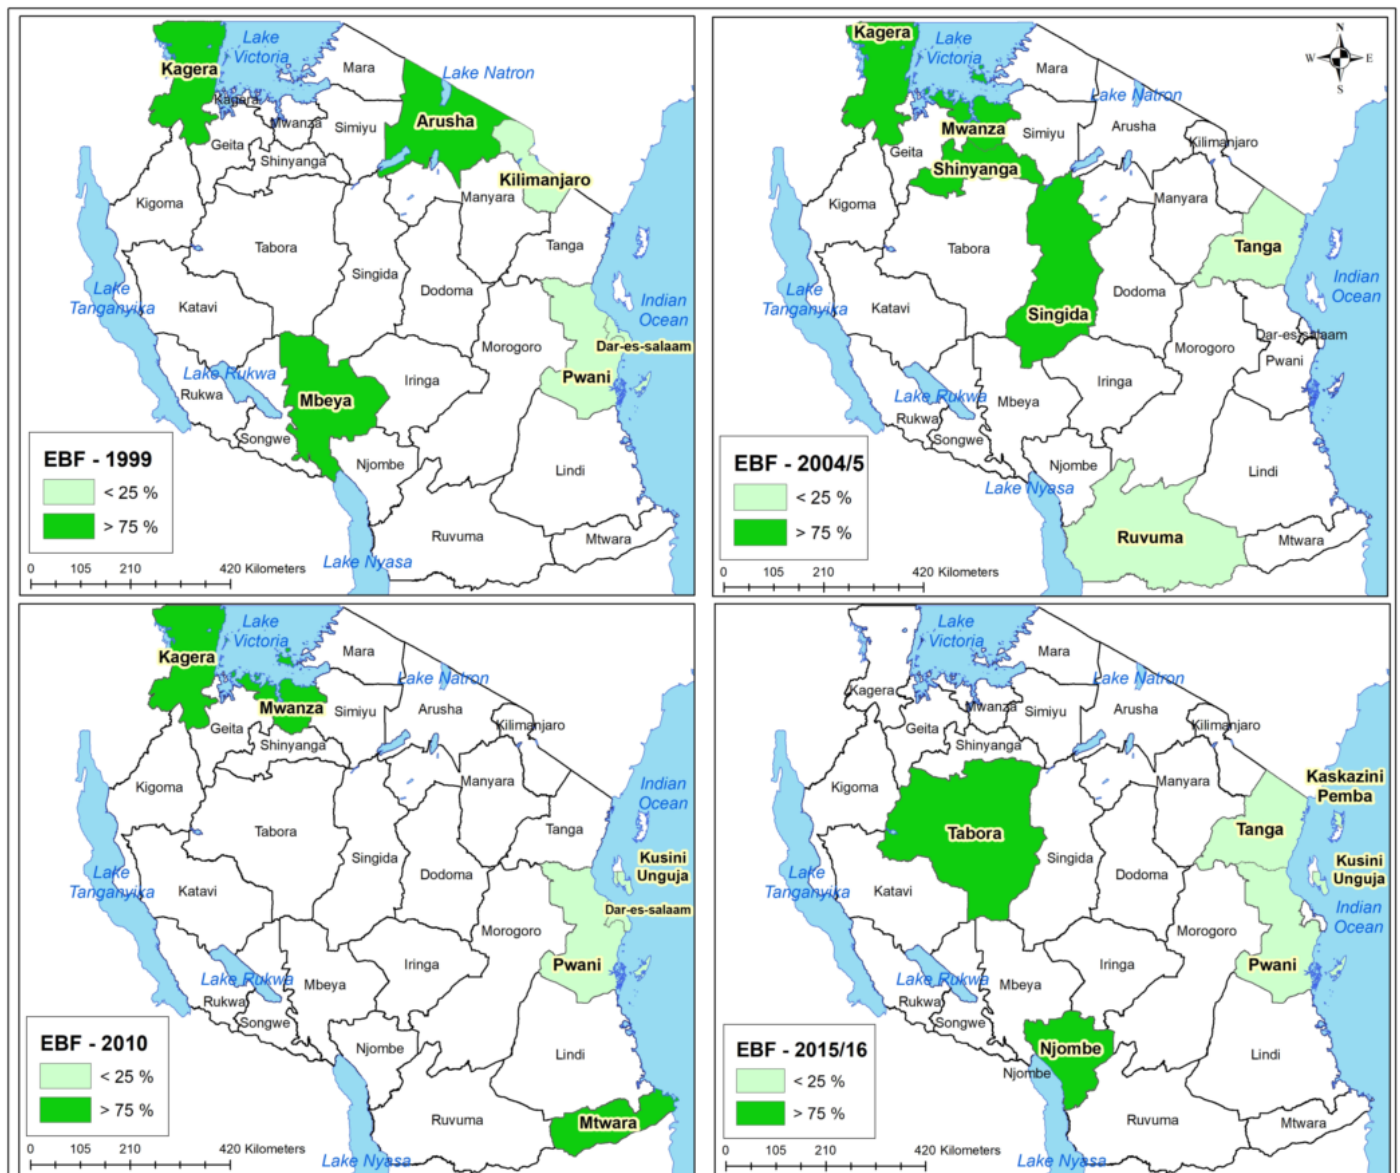 Lake
Victoria
Mara
Lake Natron
Kagera
Kagera
Mwanza
Simiyu
Arusha
Geita
Shinyanga
Kilimanjaro
Kigoma
Manyara
Tabora
Tanga
Singida
Dodoma
Lake
Tanganyika
Katavi
Indian
Ocean
Morogoro
Dar-es-salaam
Lake Rukwa
Rukwa
Iringa
Pwani
Mbeya
Songwe
Njombe
Lindi
EBF - 1999
< 25 %
> 75 %
Ruvuma
Mtwara
Lake Nyasa
0 105 210 420 Kilometers
Kagera
Lake
Victoria
Mara
N
W E
S
Lake Natron
Mwanza
Simiyu
Arusha
Kilimanjaro
Geita
Shinyanga
Kigoma
Manyara
Tabora
Tanga
Lake
Tanganyika
Katavi
Dodoma
Indian
Ocean
Singida
Dar-es-salaam
Morogoro
Pwani
Iringa
Lake Rukwa
Mbeya
Rukwa
Songwe
Njombe
Lindi
EBF - 2004/5
< 25 %
> 75 %
Lake Nyasa
Ruvuma
Mtwara
0 105 210 420 Kilometers
Lake
Victoria
Kagera
Mara
Lake Natron
Mwanza
Simiyu
Arusha
Geita
Kilimanjaro
Shinyanga
Kigoma
Manyara
Indian
Ocean
Tabora
Tanga
Singida
Kusini
Unguja
Lake
Tanganyika
Katavi
Dodoma
Dar-es-salaam
Morogoro
Iringa
Pwani
Lake Rukwa
Mbeya
Rukwa
Songwe
Njombe
Lindi
EBF - 2010
< 25 %
> 75 %
Ruvuma
Mtwara
Lake Nyasa
0 105 210 420 Kilometers
Lake
Victoria
Mara
Lake Natron
Kagera
Mwanza
Simiyu
Arusha
Geita
Kilimanjaro
Shinyanga
Kigoma
Manyara
Kaskazini
Pemba
Tabora
Tanga
Singida
Kusini
Unguja
Lake
Tanganyika
Katavi
Dodoma
Indian
Ocean
Morogoro
Iringa
Pwani
Lake Rukwa
Mbeya
Rukwa
Songwe
Njombe
Njombe
Lindi
EBF - 2015/16
< 25 %
> 75 %
Ruvuma
Mtwara
Lake Nyasa
0 105 210 420 Kilometers